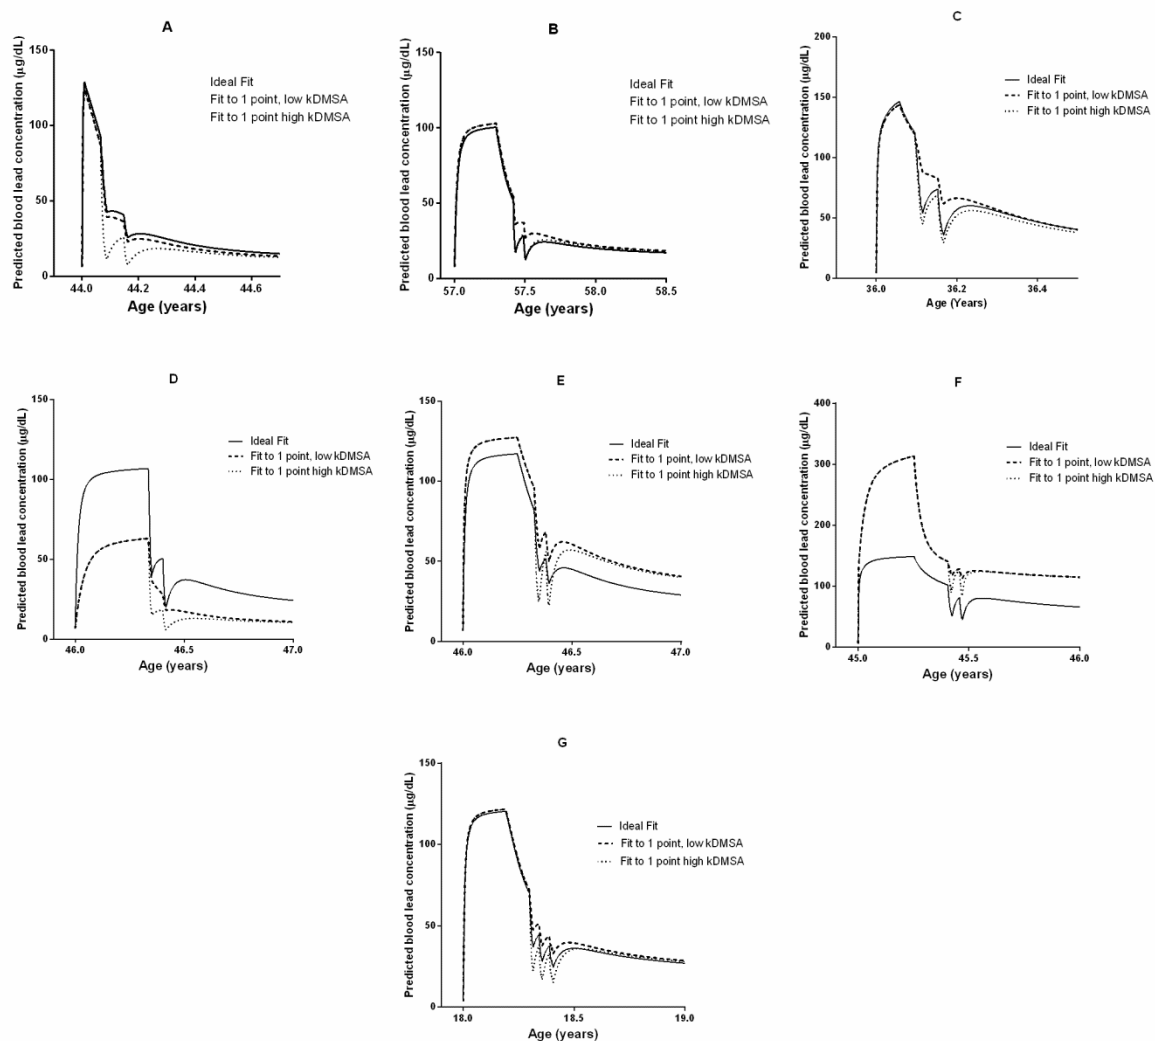 A
Predicted blood lead concentration (µg/dL)
150
100
50
0
44.0
44.2
44.4
44.6
Age (years)
Ideal Fit
Fit to 1 point, low kDMSA
Fit to 1 point high kDMSA
B
Predicted blood lead concentration (µg/dL)
150
100
50
0
57.0
57.5
58.0
58.5
Age (years)
Ideal Fit
Fit to 1 point, low kDMSA
Fit to 1 point high kDMSA
C
Predicted blood lead concentration (µg/dL)
200
150
100
50
0
36.0
36.2
36.4
Age (Years)
Ideal Fit
Fit to 1 point, low kDMSA
Fit to 1 point high kDMSA
D
Predicted blood lead concentration (µg/dL)
150
100
50
0
46.0
46.5
47.0
Age (years)
Ideal Fit
Fit to 1 point, low kDMSA
Fit to 1 point high kDMSA
E
Predicted blood lead concentration (µg/dL)
150
100
50
0
46.0
46.5
47.0
Age (years)
Ideal Fit
Fit to 1 point, low kDMSA
Fit to 1 point high kDMSA
F
Predicted blood lead concentration (µg/dL)
400
300
200
100
0
45.0
45.5
46.0
Age (years)
Ideal Fit
Fit to 1 point, low kDMSA
Fit to 1 point high kDMSA
G
Predicted blood lead concentration (µg/dL)
150
100
50
0
18.0
18.5
19.0
Age (years)
Ideal Fit
Fit to 1 point, low kDMSA
Fit to 1 point high kDMSA